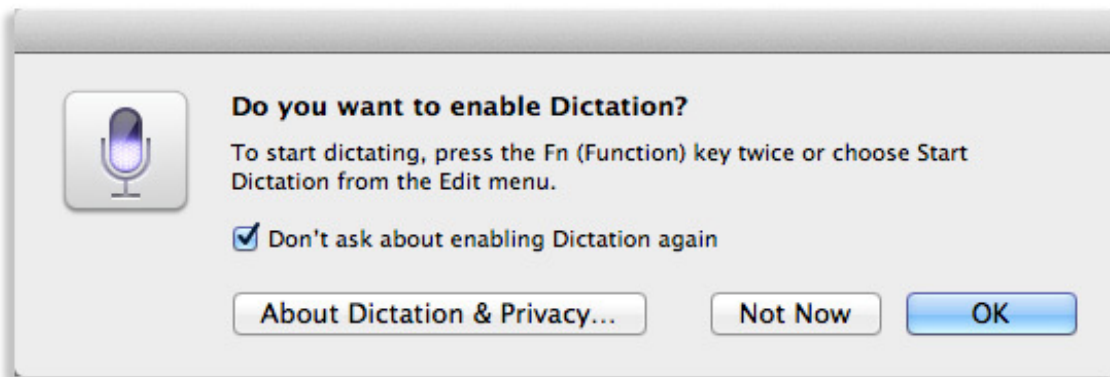 Do you want to enable Dictation?
To start dictating, press the Fn (Function) key twice or choose Start
Dictation from the Edit menu.
Don't ask about enabling Dictation again
About Dictation & Privacy...
Not Now
OK